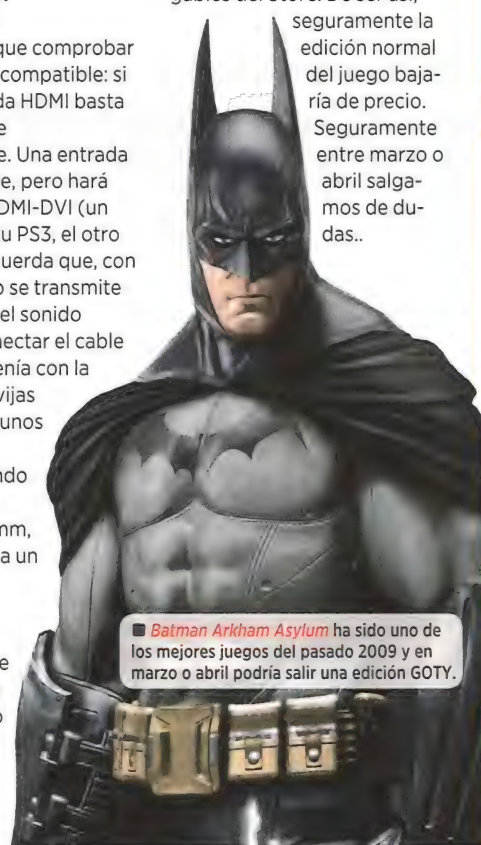 que comprobar
compatible: si
da HDMI basta
e
e. Una entrada
e, pero hará
DMI-DVI (un
u PS3, el otro
uerda que, con
o se transmite
el sonido
nectar el cable
enía con la
vijas
unos
ndo
mm,
a un
e
o
gables del Store. De ser así,
seguramente la
edición normal
del juego baja-
ría de precio.
Seguramente
entre marzo o
abril salga-
mos de du-
das..
■ Batman Arkham Asylum ha sido uno de
los mejores juegos del pasado 2009 y en
marzo o abril podría salir una edición GOTY.